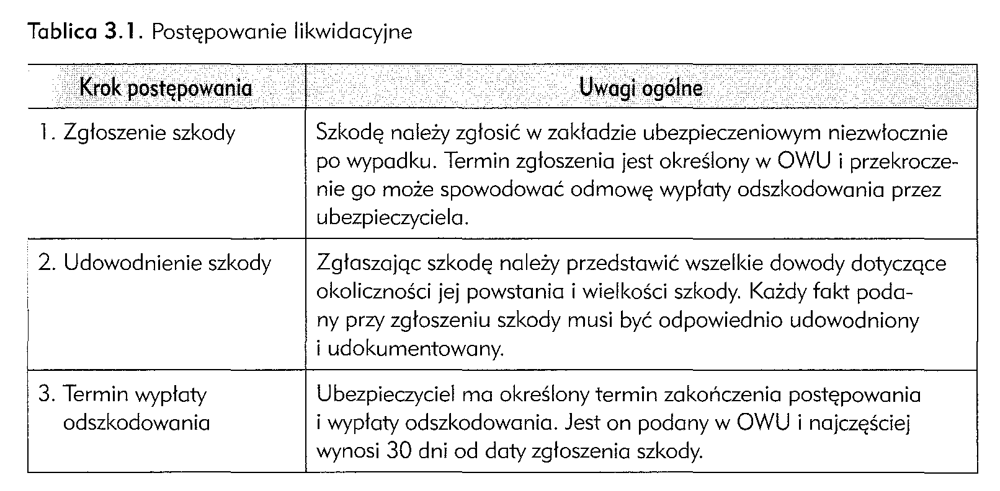 Tablica 3.1. Postępowanie likwidacyjne
Krok postępowania
Uwagi ogólne
1. Zgłoszenie szkody
Szkodę należy zgłosić w zakładzie ubezpieczeniowym niezwłocznie
po wypadku. Termin zgłoszenia jest określony w OWU i przekrocze-
nie go może spowodować odmowę wypłaty odszkodowania przez
ubezpieczyciela.
2. Udowodnienie szkody
Zgłaszając szkodę należy przedstawić wszelkie dowody dotyczące
okoliczności jej powstania i wielkości szkody. Każdy fakt poda-
ny przy zgłoszeniu szkody musi być odpowiednio udowodniony
i udokumentowany.
3. Termin wypłaty
odszkodowania
Ubezpieczyciel ma określony termin zakończenia postępowania
i wypłaty odszkodowania. Jest on podany w OWU i najczęściej
wynosi 30 dni od daty zgłoszenia szkody.